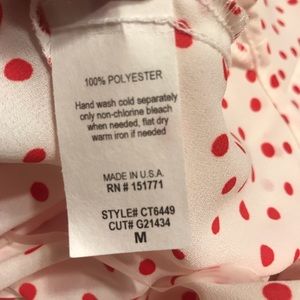 100% POLYESTER
Hand wash cold separately
only non-chlorine bleach
when needed, flat dry
warm iron if needed
MADE IN U.S.A.
RN # 151771
STYLE# CT6449
CUT# G21434
M